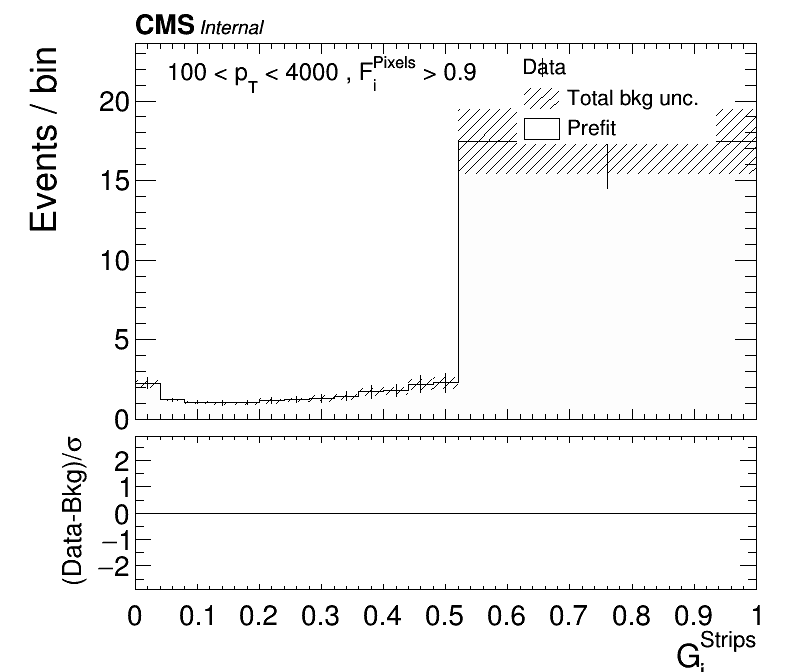 CMS Internal
100 < p_T < 4000 , F_i^Pixels > 0.9
Data
Total bkg unc.
Prefit
Events / bin
20
15
10
5
0
(Data-Bkg)/σ
2
1
0
−1
−2
0 0.1 0.2 0.3 0.4 0.5 0.6 0.7 0.8 0.9 1
G_i^Strips